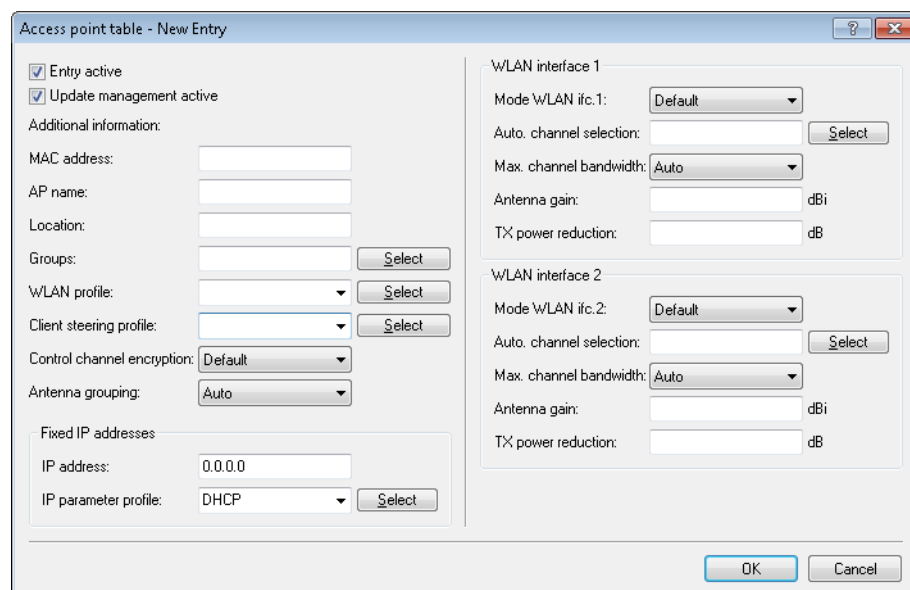 Access point table - New Entry
Entry active
Update management active
Additional information:
MAC address:
AP name:
Location:
Groups: Select
WLAN profile: Select
Client steering profile: Select
Control channel encryption: Default
Antenna grouping: Auto
Fixed IP addresses
IP address: 0.0.0.0
IP parameter profile: DHCP Select
WLAN interface 1
Mode WLAN ifc.1: Default
Auto. channel selection: Select
Max. channel bandwidth: Auto
Antenna gain: dBi
TX power reduction: dB
WLAN interface 2
Mode WLAN ifc.2: Default
Auto. channel selection: Select
Max. channel bandwidth: Auto
Antenna gain: dBi
TX power reduction: dB
OK Cancel